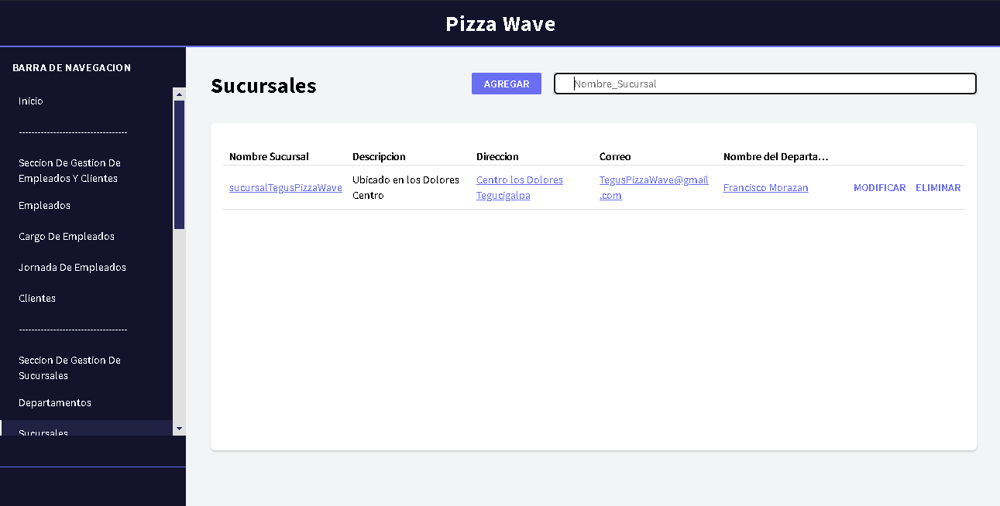 Pizza Wave
BARRA DE NAVEGACION
Inicio
-----------------------------------
Seccion De Gestion De
Empleados Y Clientes
Empleados
Cargo De Empleados
Jornada De Empleados
Clientes
-----------------------------------
Seccion De Gestion De
Sucursales
Departamentos
Sucursales
Sucursales
AGREGAR
Nombre_Sucursal
Nombre Sucursal Descripcion Direccion Correo Nombre del Departa...
sucursalTegusPizzaWave Ubicado en los Dolores Centro los Dolores TegusPizzaWave@gmail Francisco Morazan MODIFICAR ELIMINAR
Centro Tegucigalpa .com